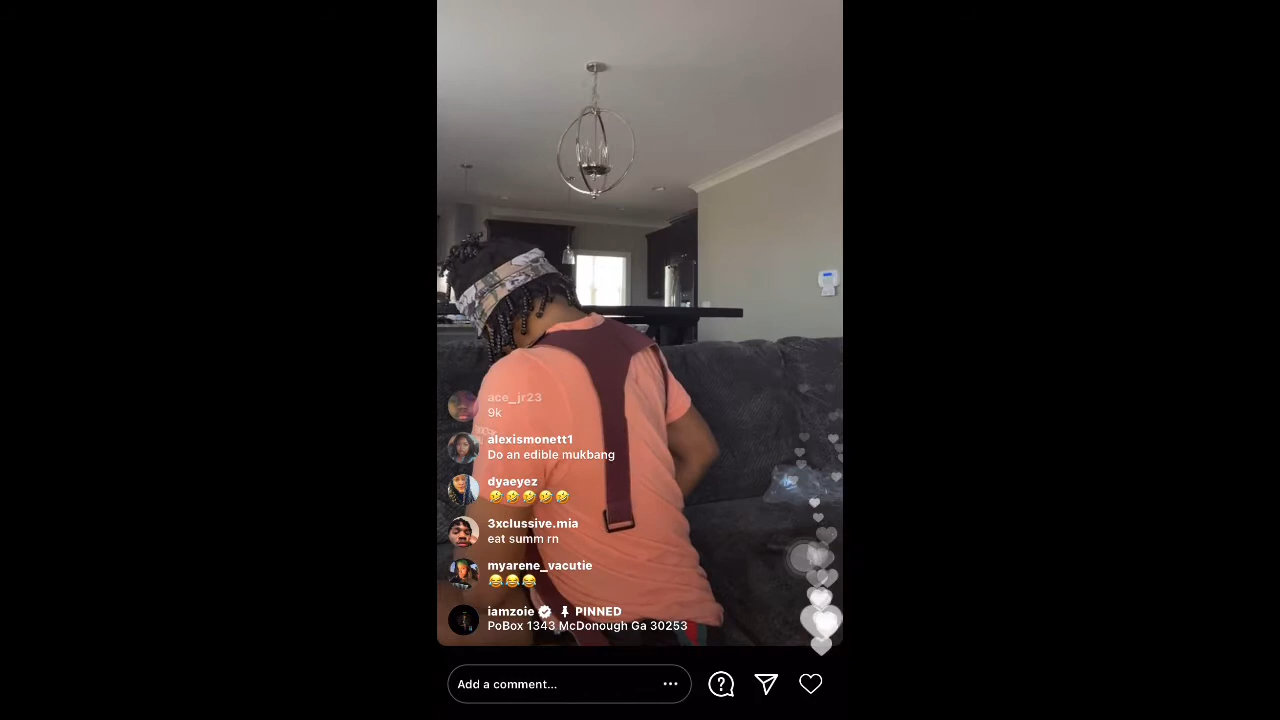 ace_jr23
9k
alexismonett1
Do an edible mukbang
dyaeyez
🤣🤣🤣🤣🤣
3xclussive.mia
eat summ rn
myarene_vacutie
😂😂😂
iamzoie PINNED
PoBox 1343 McDonough Ga 30253
Add a comment...